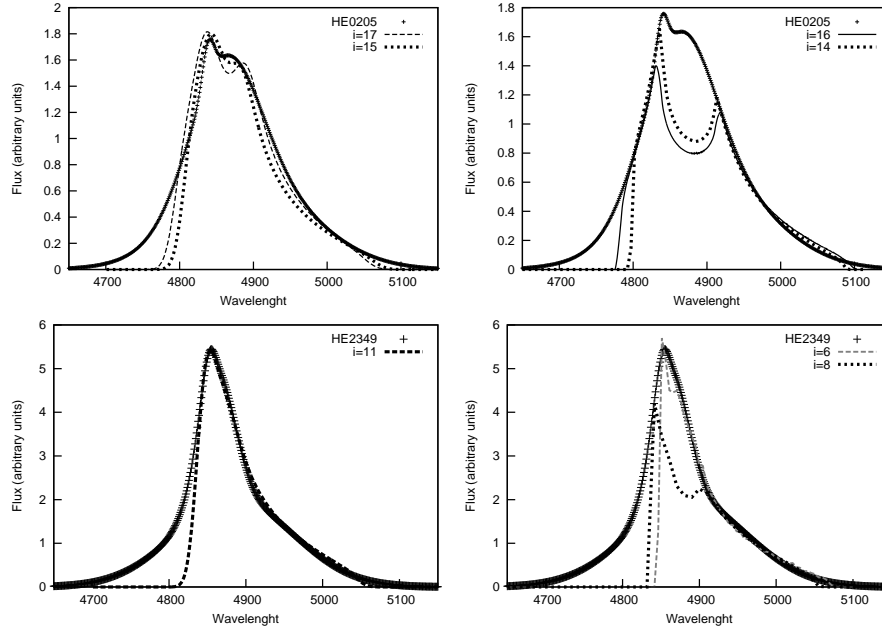 2
1.8
1.6
1.4
1.2
1
0.8
0.6
0.4
0.2
0
4700
4800
4900
5000
5100
Flux (arbitrary units)
Wavelenght
HE0205
i=17
i=15
1.8
1.6
1.4
1.2
1
0.8
0.6
0.4
0.2
0
4700
4800
4900
5000
5100
Flux (arbitrary units)
Wavelenght
HE0205
i=16
i=14
6
5
4
3
2
1
0
4700
4800
4900
5000
5100
Flux (arbitrary units)
Wavelenght
HE2349
i=11
6
5
4
3
2
1
0
4700
4800
4900
5000
5100
Flux (arbitrary units)
Wavelenght
HE2349
i=6
i=8